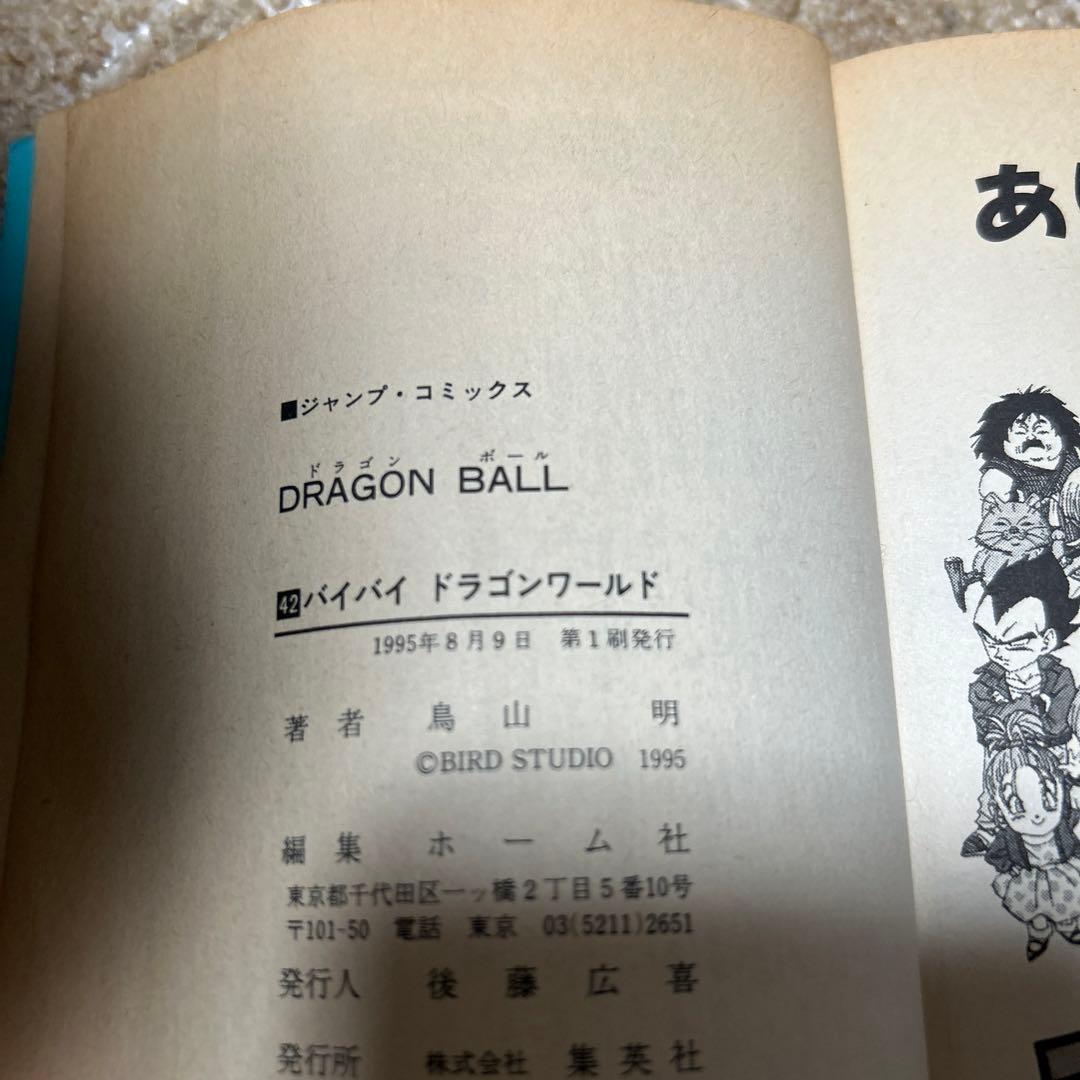 ■ジャンプ・コミックス
ドラゴン ボール
DRAGON BALL
42バイバイ ドラゴンワールド
1995年8月9日 第1刷発行
著者 鳥山 明
©BIRD STUDIO 1995
編集 ホーム社
東京都千代田区一ッ橋2丁目5番10号
〒101-50 電話 東京 03(5211)2651
発行人 後藤広喜
発行所 株式会社 集英社
あ